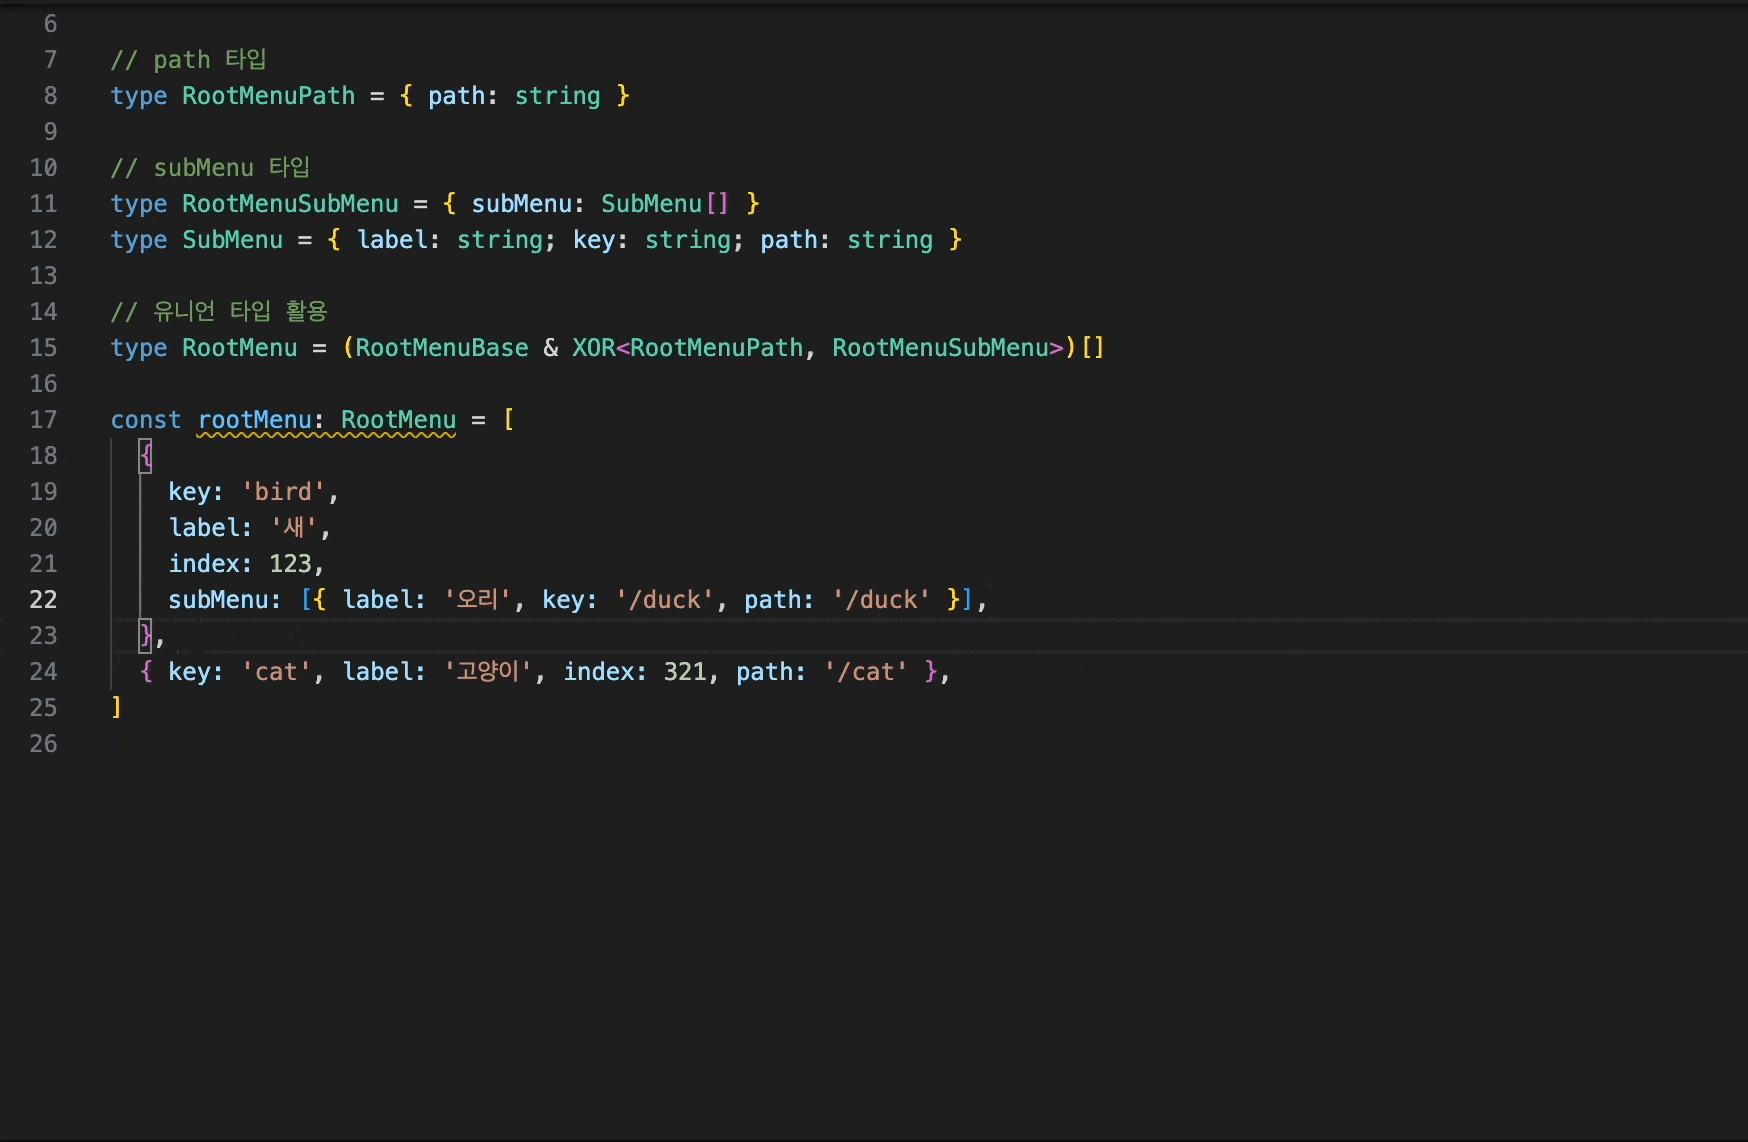 6
7 // path 타입
8 type RootMenuPath = { path: string }
9
10 // subMenu 타입
11 type RootMenuSubMenu = { subMenu: SubMenu[] }
12 type SubMenu = { label: string; key: string; path: string }
13
14 // 유니언 타입 활용
15 type RootMenu = (RootMenuBase & XOR<RootMenuPath, RootMenuSubMenu>)[]
16
17 const rootMenu: RootMenu = [
18 {
19 key: 'bird',
20 label: '새',
21 index: 123,
22 subMenu: [{ label: '오리', key: '/duck', path: '/duck' }],
23 },
24 { key: 'cat', label: '고양이', index: 321, path: '/cat' },
25 ]
26